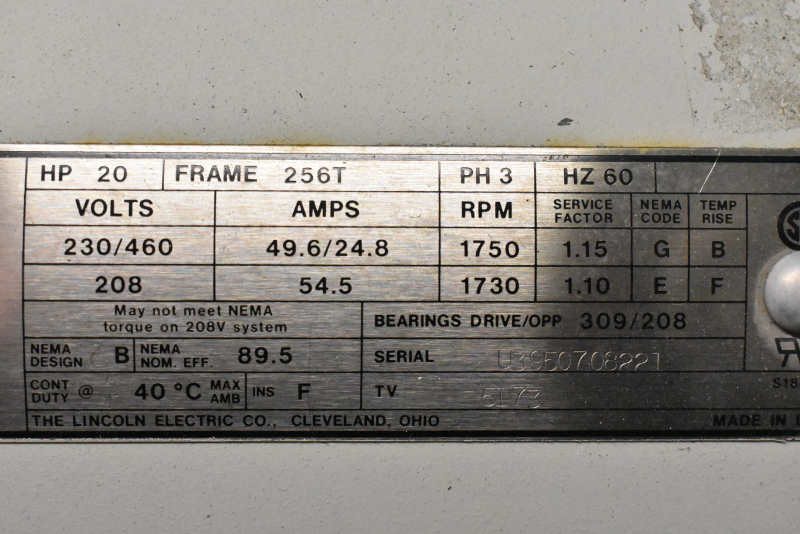 HP 20 FRAME 256T PH 3 HZ 60
VOLTS AMPS RPM SERVICE FACTOR NEMA CODE TEMP RISE
230/460 49.6/24.8 1750 1.15 G B
208 54.5 1730 1.10 E F
May not meet NEMA
torque on 208V system
BEARINGS DRIVE/OPP 309/208
NEMA DESIGN B NEMA NOM. EFF. 89.5 SERIAL U3950708221
CONT DUTY @ 40 °C MAX AMB INS F TV
THE LINCOLN ELECTRIC CO., CLEVELAND, OHIO MADE IN